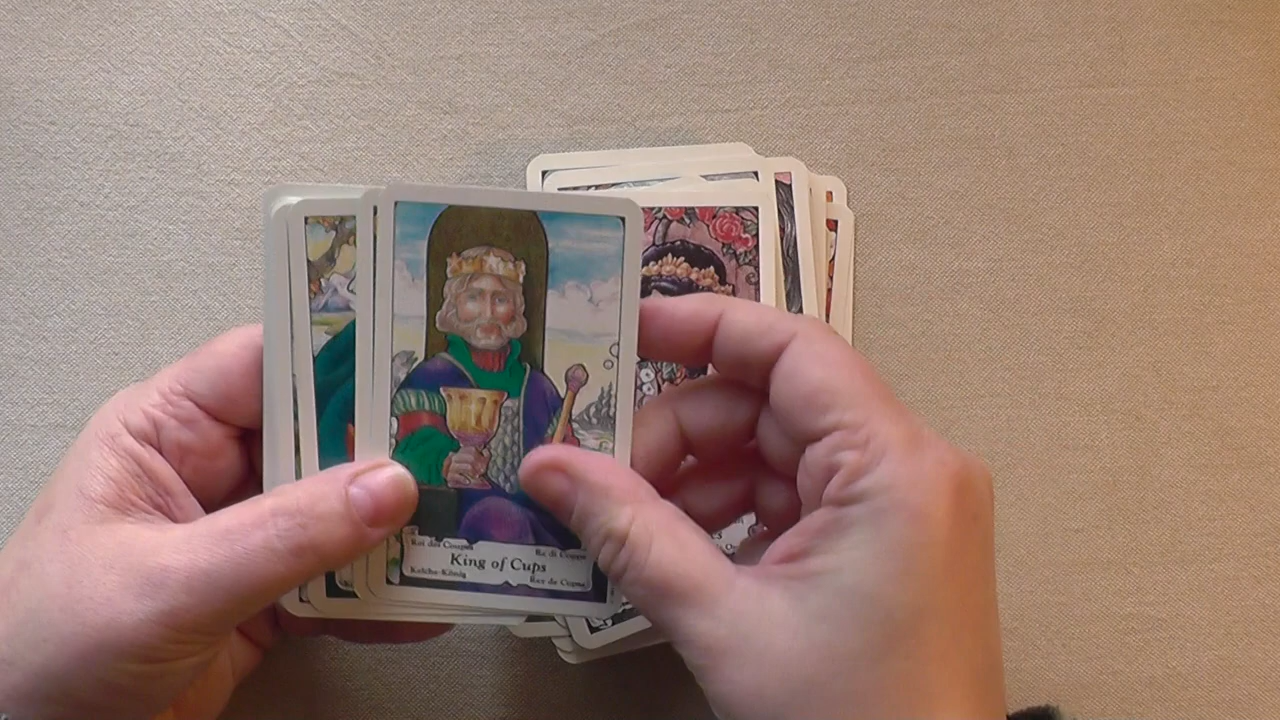 Roi des Coupes
Re di Coppe
King of Cups
Kelche-König
Rey de Copas